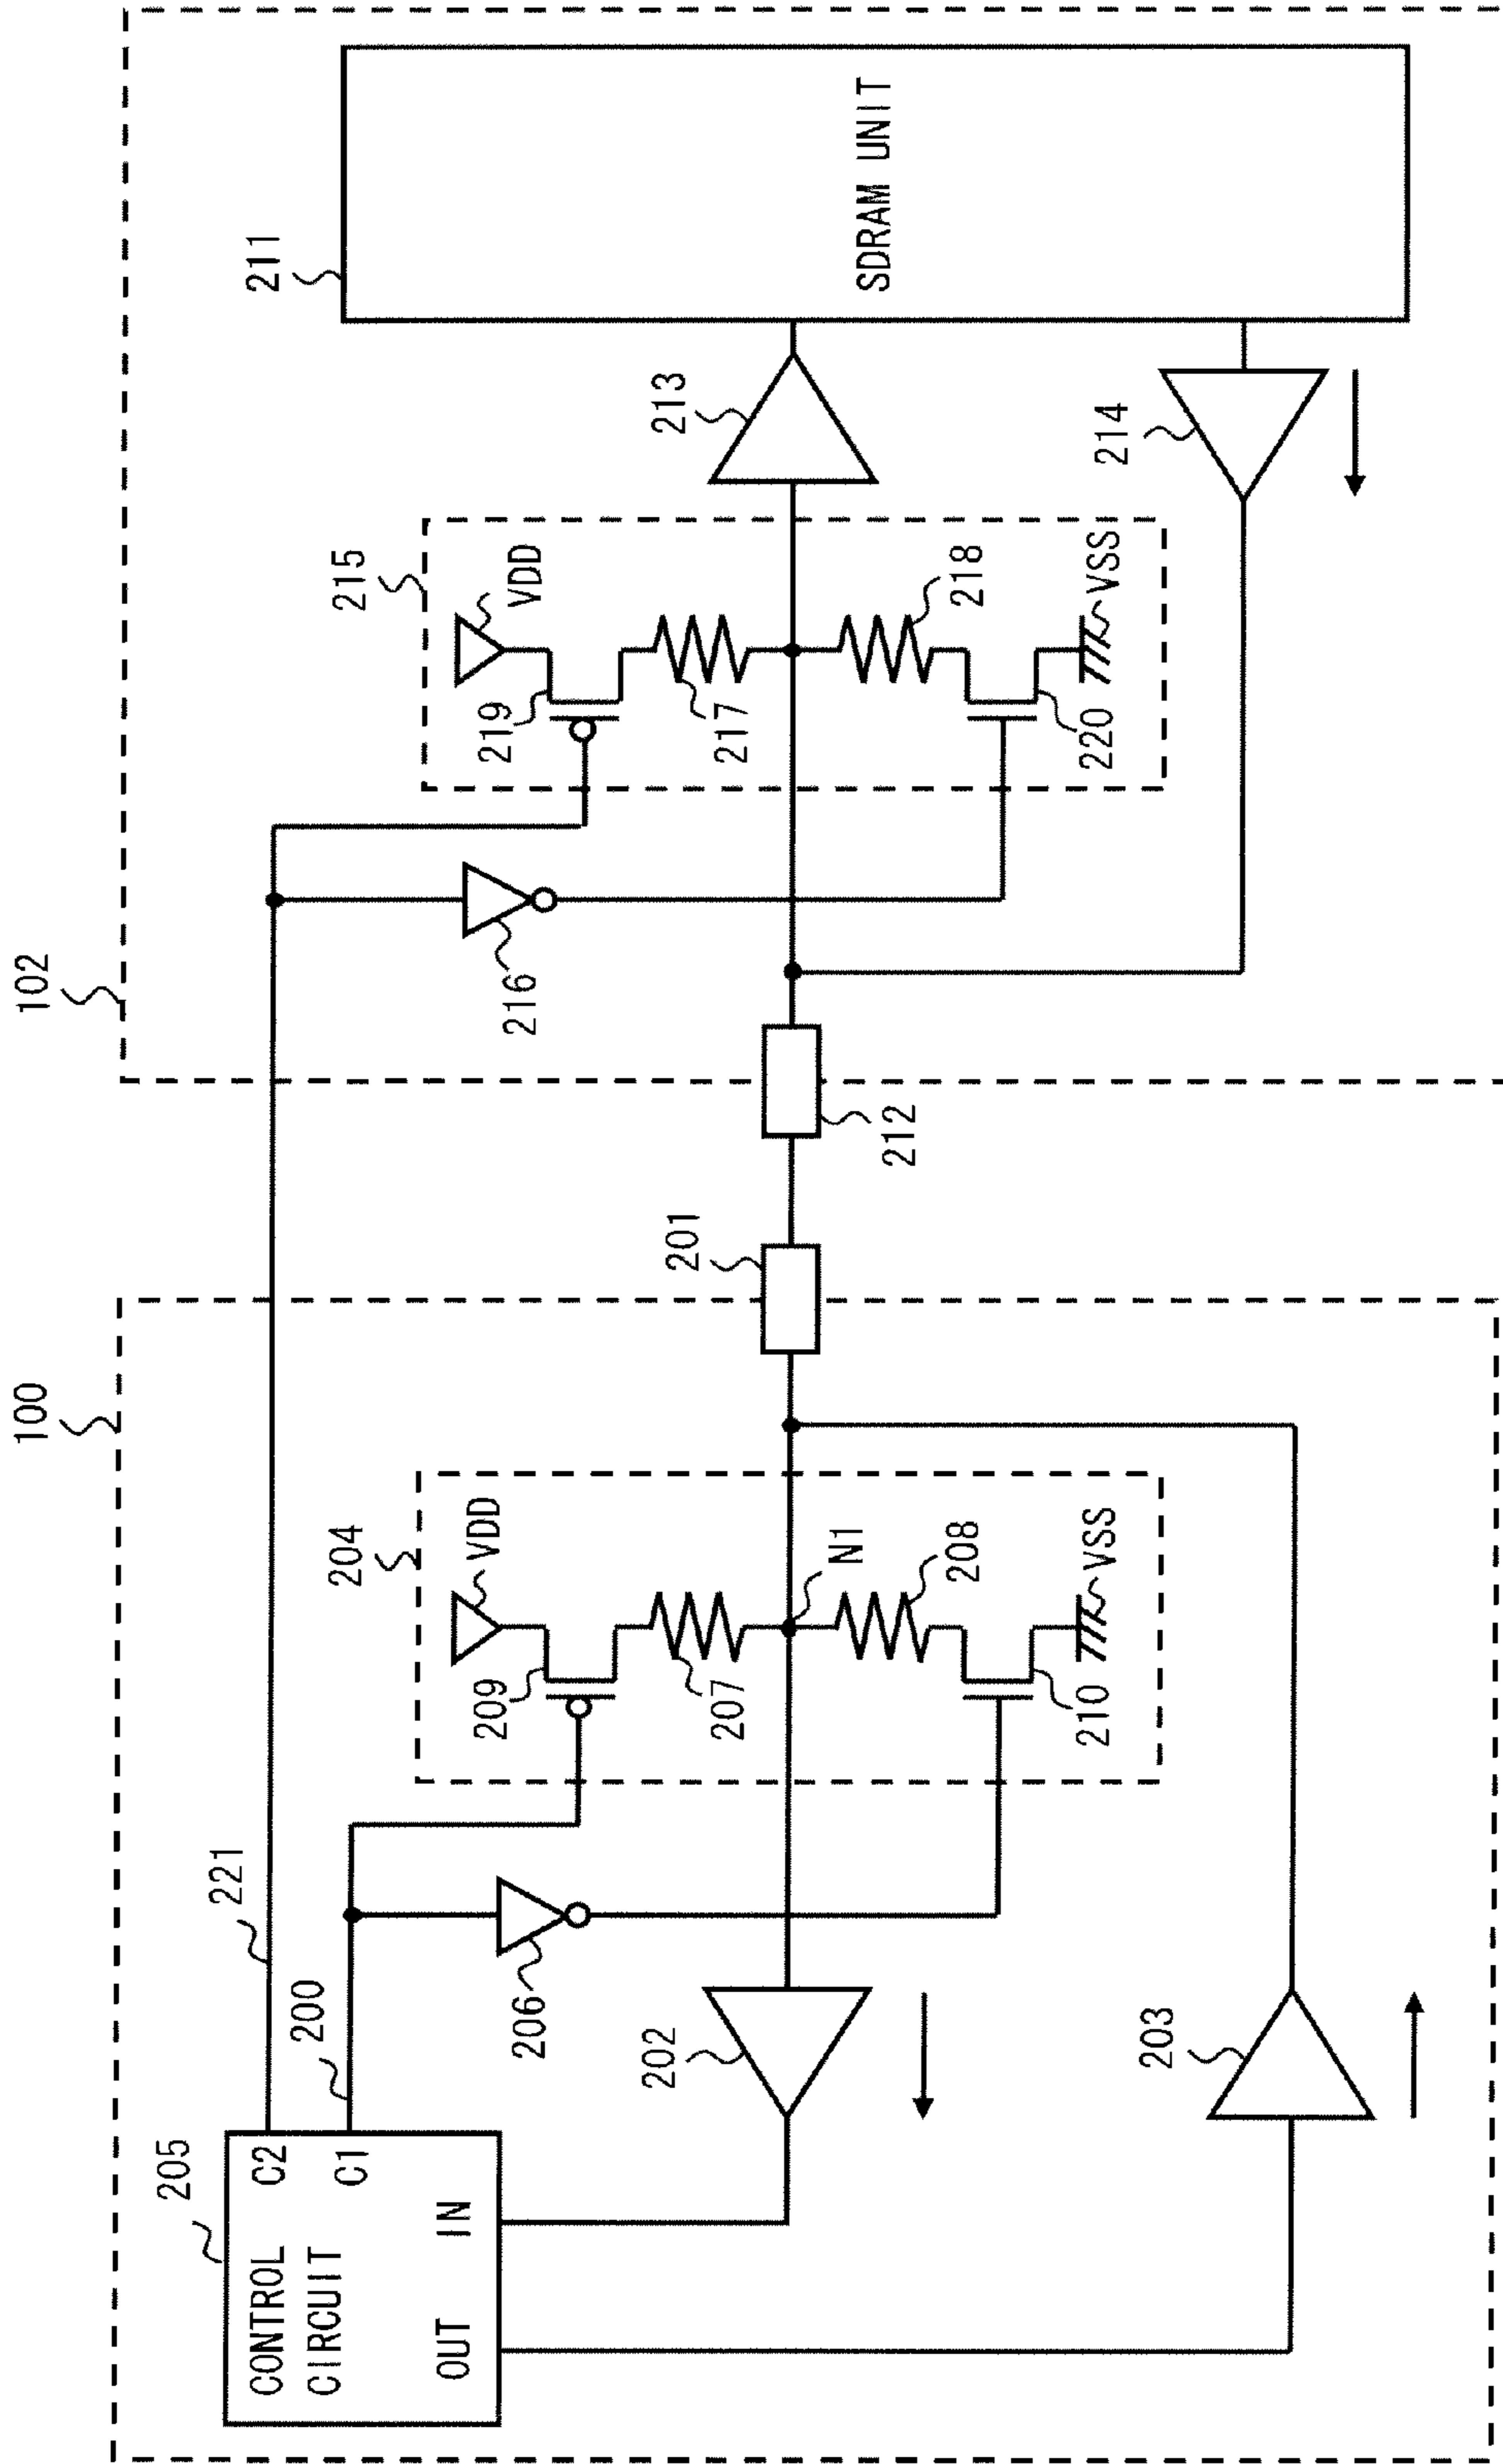 100
102
205
CONTROL
CIRCUIT
C2
C1
OUT
IN
221
200
206
204
VDD
209
207
N1
208
210
VSS
202
203
201
212
216
215
VDD
219
217
218
220
VSS
213
214
211
SDRAM UNIT